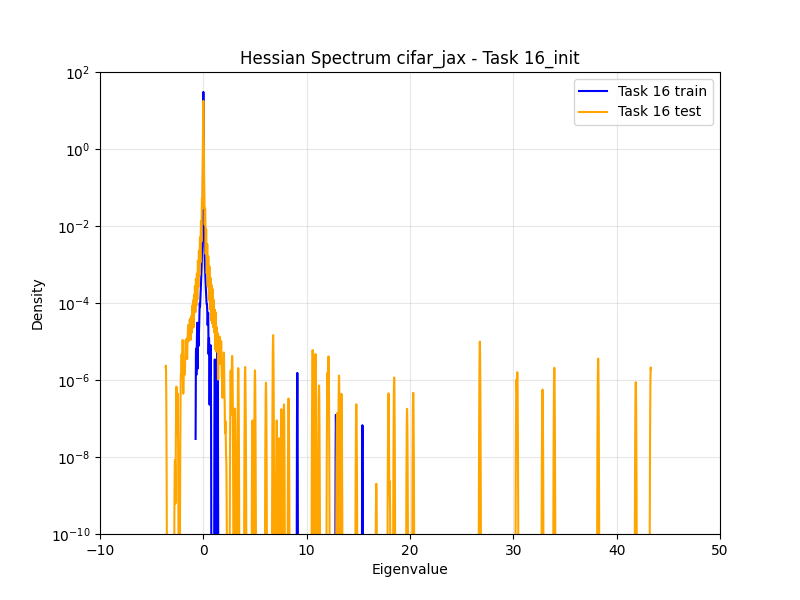 Hessian Spectrum cifar_jax - Task 16_init
Task 16 train
Task 16 test
Density
10^2
10^0
10^-2
10^-4
10^-6
10^-8
10^-10
-10
0
10
20
30
40
50
Eigenvalue